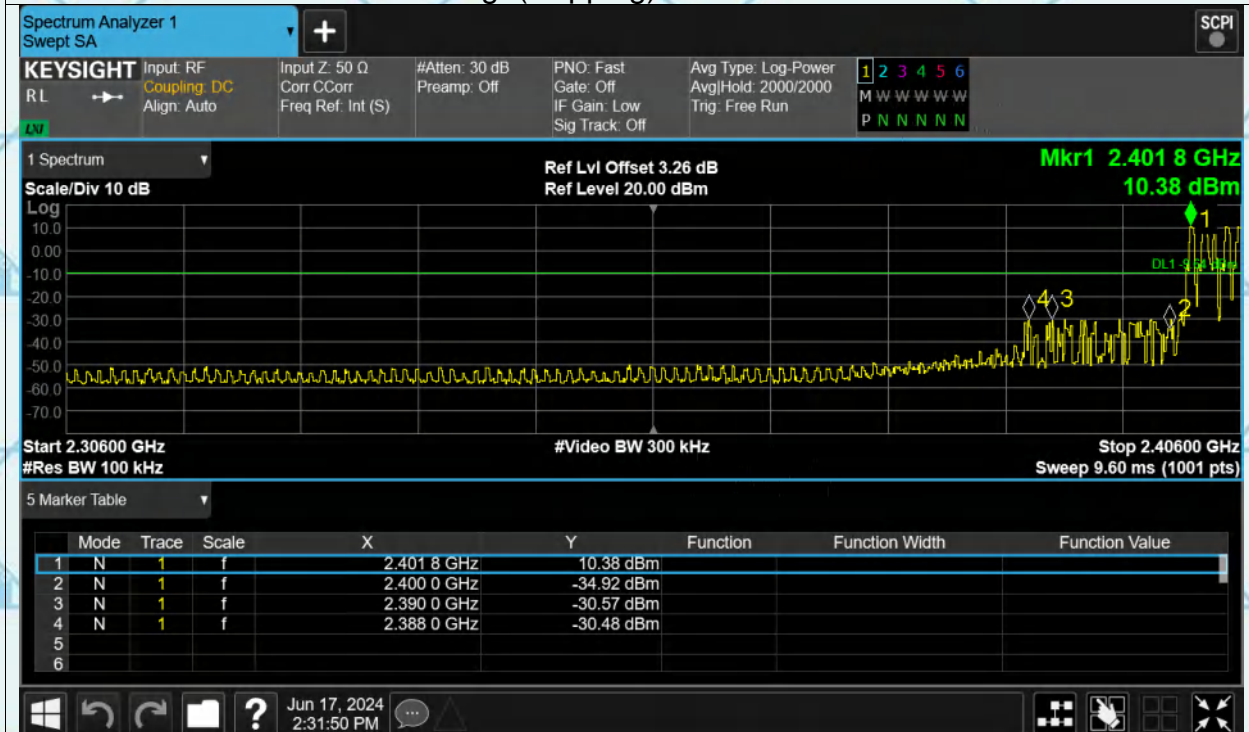 (hopping)
Spectrum Analyzer 1
Swept SA
+
SCPI
KEYSIGHT Input: RF Input Z: 50 Ω #Atten: 30 dB PNO: Fast Avg Type: Log-Power 1 2 3 4 5 6
RL Coupling: DC Corr CCorr Preamp: Off Gate: Off Avg|Hold: 2000/2000 M W W W W W
Align: Auto Freq Ref: Int (S) IF Gain: Low Trig: Free Run P N N N N N
LXI Sig Track: Off
1 Spectrum Ref Lvl Offset 3.26 dB Mkr1 2.401 8 GHz
Scale/Div 10 dB Ref Level 20.00 dBm 10.38 dBm
Log
10.0
0.00
-10.0
-20.0
-30.0
-40.0
-50.0
-60.0
-70.0
1
DL1
4 3
2
Start 2.30600 GHz #Video BW 300 kHz Stop 2.40600 GHz
#Res BW 100 kHz Sweep 9.60 ms (1001 pts)
5 Marker Table
Mode Trace Scale X Y Function Function Width Function Value
1 N 1 f 2.401 8 GHz 10.38 dBm
2 N 1 f 2.400 0 GHz -34.92 dBm
3 N 1 f 2.390 0 GHz -30.57 dBm
4 N 1 f 2.388 0 GHz -30.48 dBm
5
6
? Jun 17, 2024
2:31:50 PM